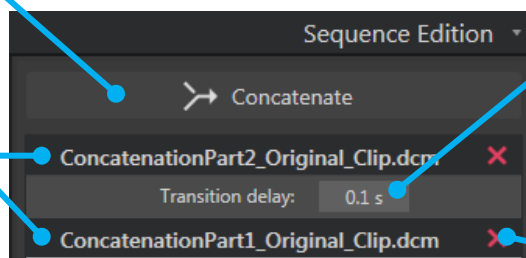 Sequence Edition
Concatenate
ConcatenationPart2_Original_Clip.dcm
Transition delay: 0.1 s
ConcatenationPart1_Original_Clip.dcm